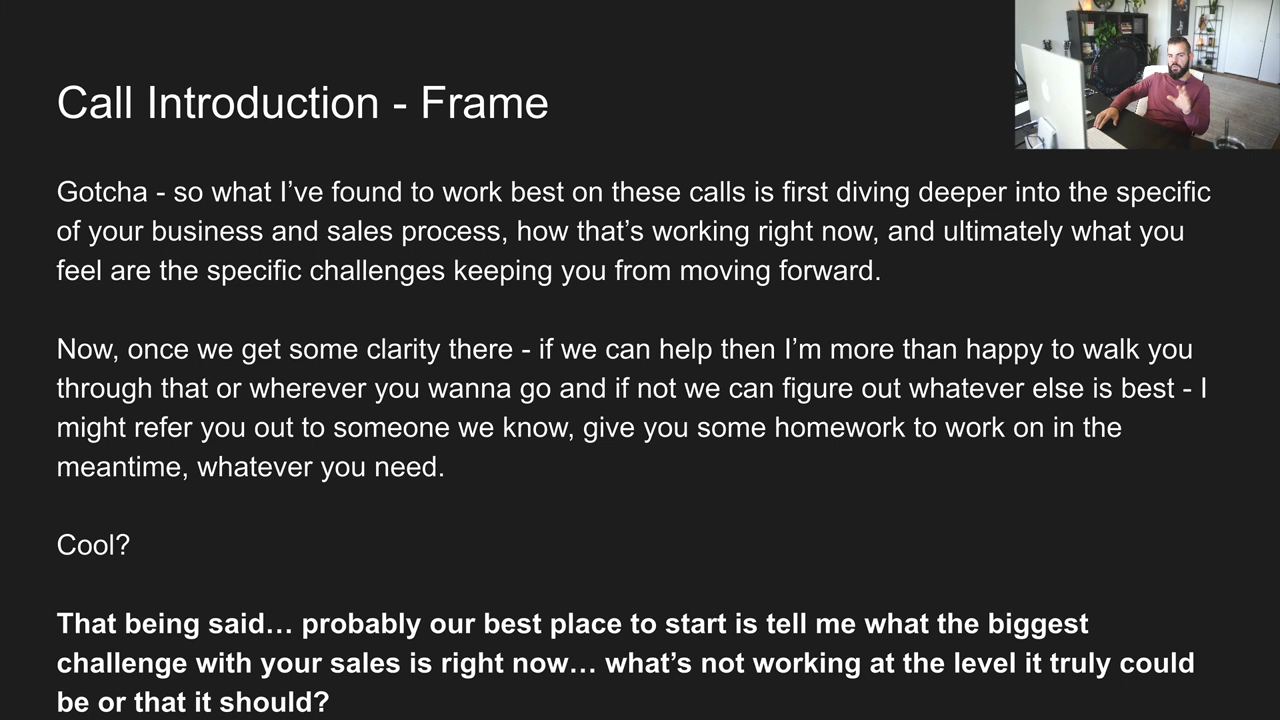 Call Introduction - Frame
Gotcha - so what I’ve found to work best on these calls is first diving deeper into the specific
of your business and sales process, how that’s working right now, and ultimately what you
feel are the specific challenges keeping you from moving forward.
Now, once we get some clarity there - if we can help then I’m more than happy to walk you
through that or wherever you wanna go and if not we can figure out whatever else is best - I
might refer you out to someone we know, give you some homework to work on in the
meantime, whatever you need.
Cool?
That being said… probably our best place to start is tell me what the biggest
challenge with your sales is right now… what’s not working at the level it truly could
be or that it should?